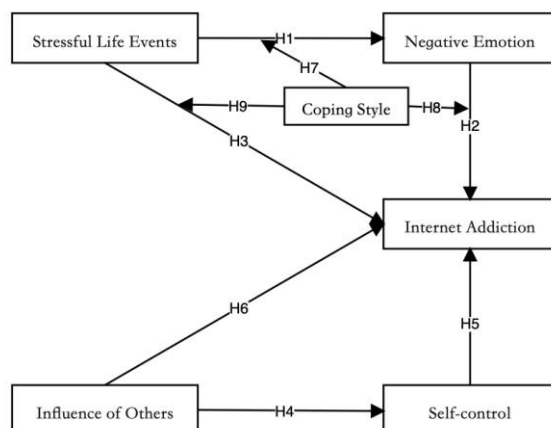 Stressful Life Events
H1
Negative Emotion
H7
H9
Coping Style
H8
H2
H3
Internet Addiction
H6
H5
Influence of Others
H4
Self-control